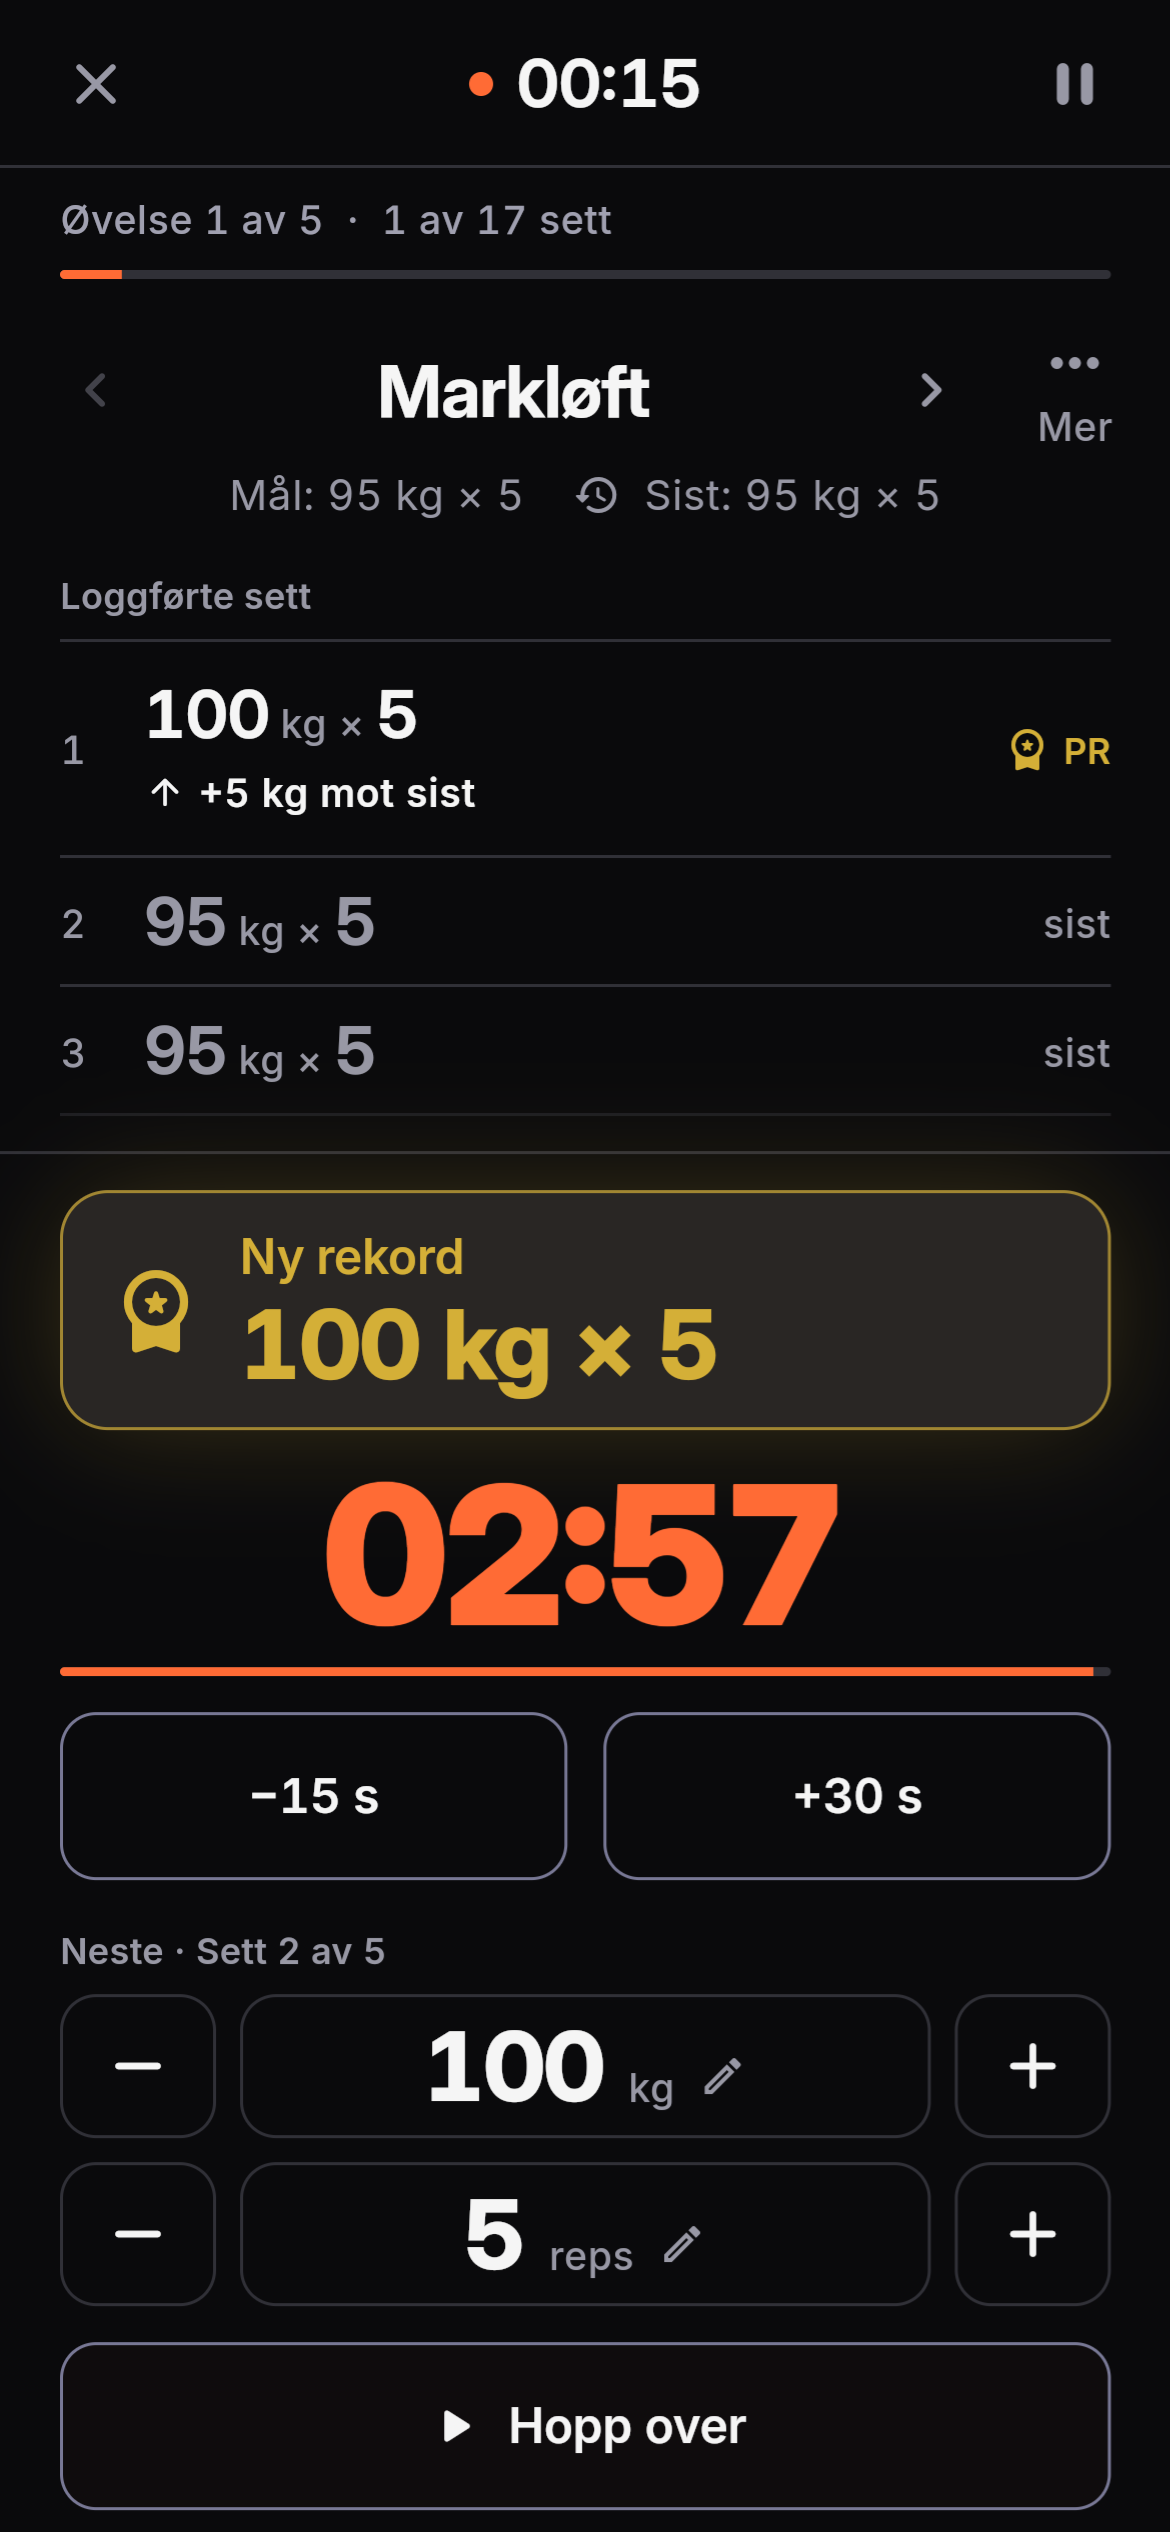 00:15
Øvelse 1 av 5 · 1 av 17 sett
Markløft
Mer
Mål: 95 kg × 5 Sist: 95 kg × 5
Loggførte sett
1 100 kg × 5 PR
↑ +5 kg mot sist
2 95 kg × 5 sist
3 95 kg × 5 sist
Ny rekord
100 kg × 5
02:57
−15 s +30 s
Neste · Sett 2 av 5
100 kg
5 reps
Hopp over